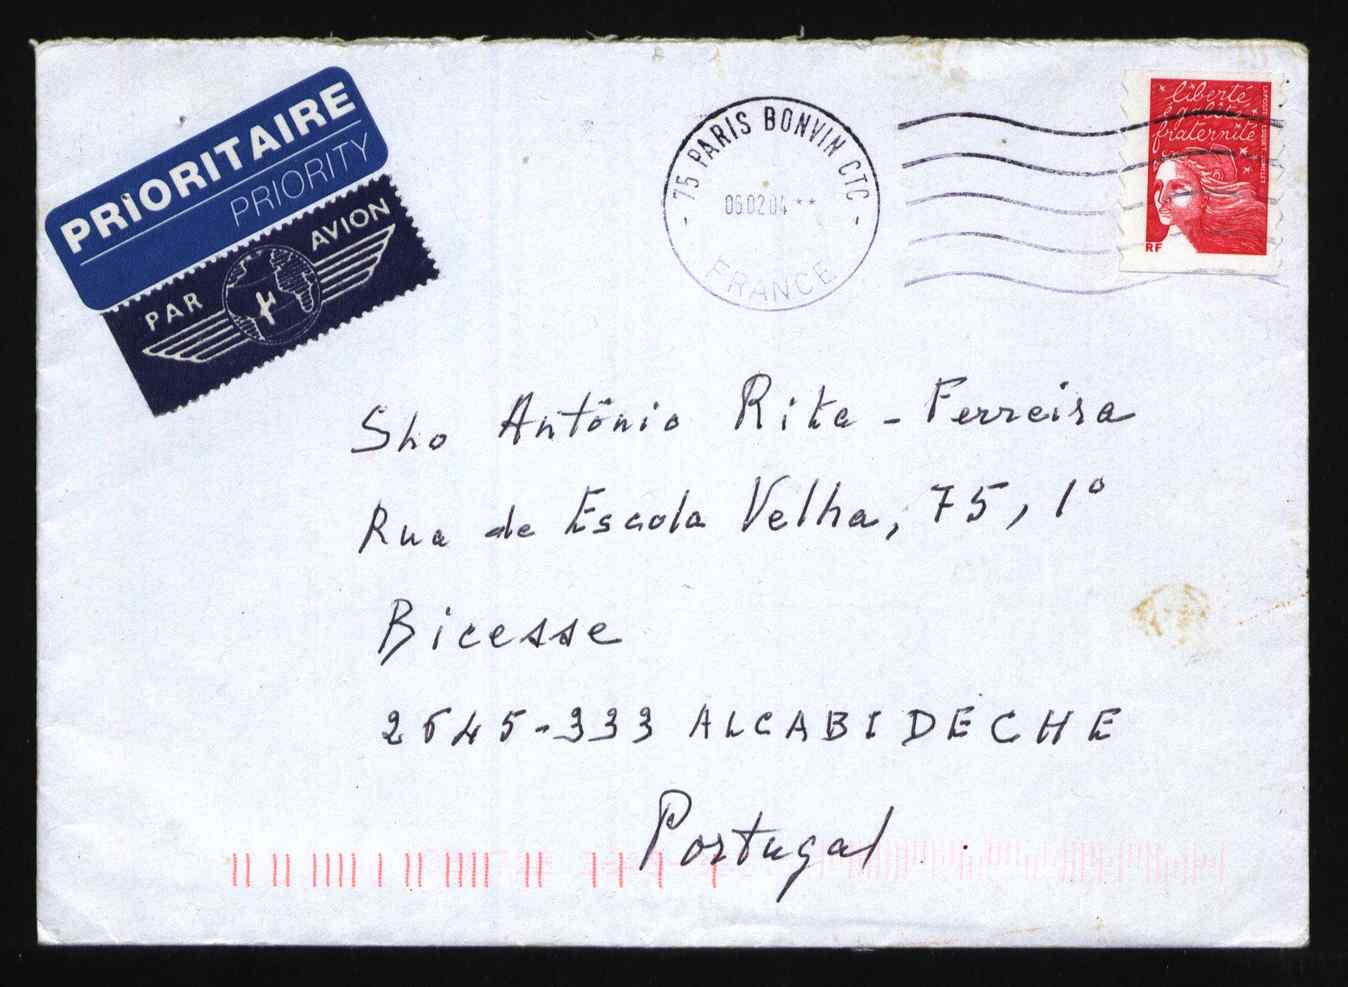 PRIORITAIRE
PRIORITY
PAR AVION
75 PARIS BONVIN CTC
06.02.04 **
FRANCE
liberté
égalité
fraternité
RF
Sho António Rita - Ferreira
Rua de Escola Velha, 75, 1º
Bicesse
2645-333 ALCABIDECHE
Portugal